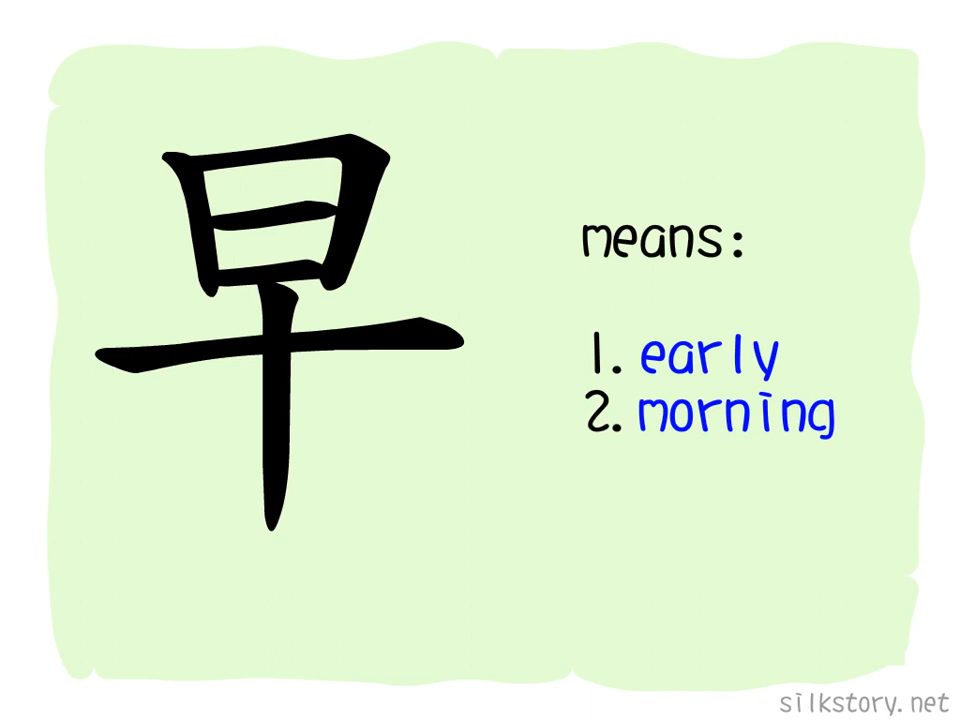 早
means:
1. early
2. morning
silkstory.net